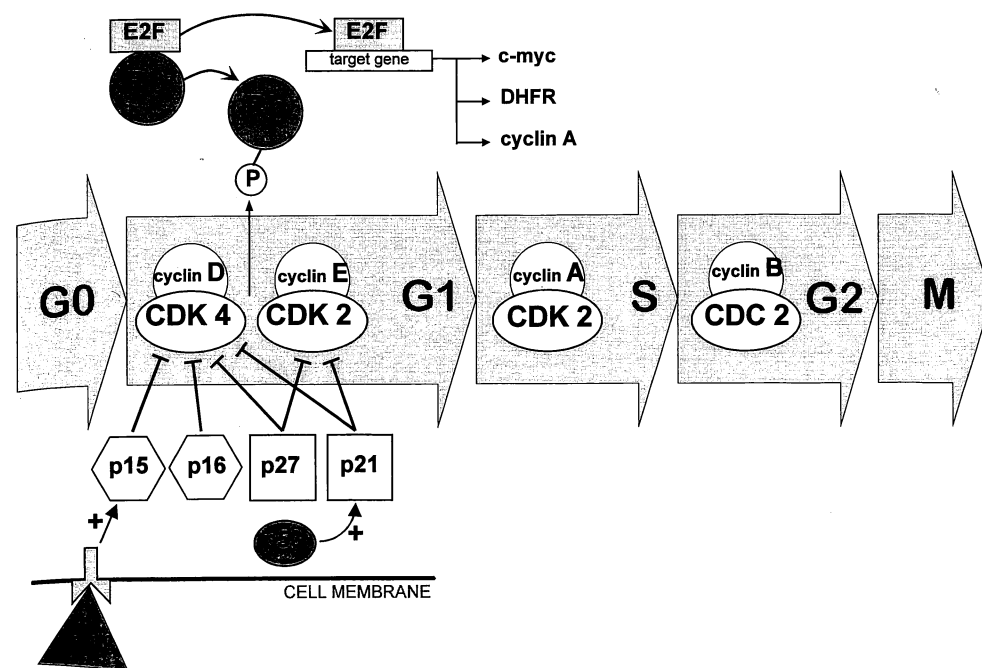 E2F
E2F
target gene
c-myc
DHFR
cyclin A
P
G0
cyclin D
CDK 4
cyclin E
CDK 2
G1
cyclin A
CDK 2
S
cyclin B
CDC 2
G2
M
p15
p16
p27
p21
+
+
CELL MEMBRANE